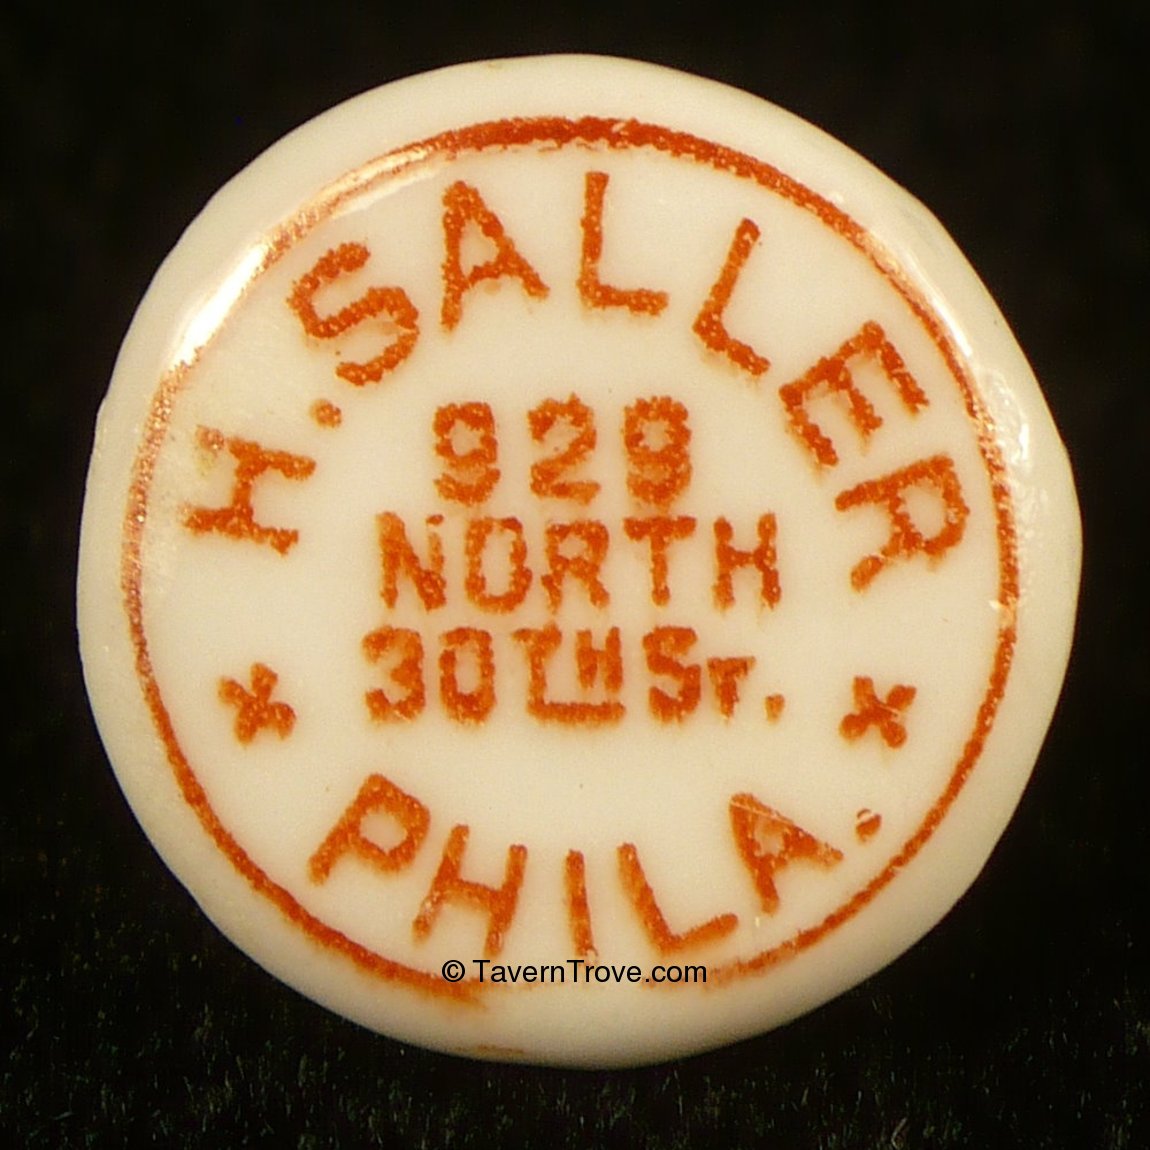 H. SALLER
929
NORTH
30TH ST.
PHILA.
© TavernTrove.com